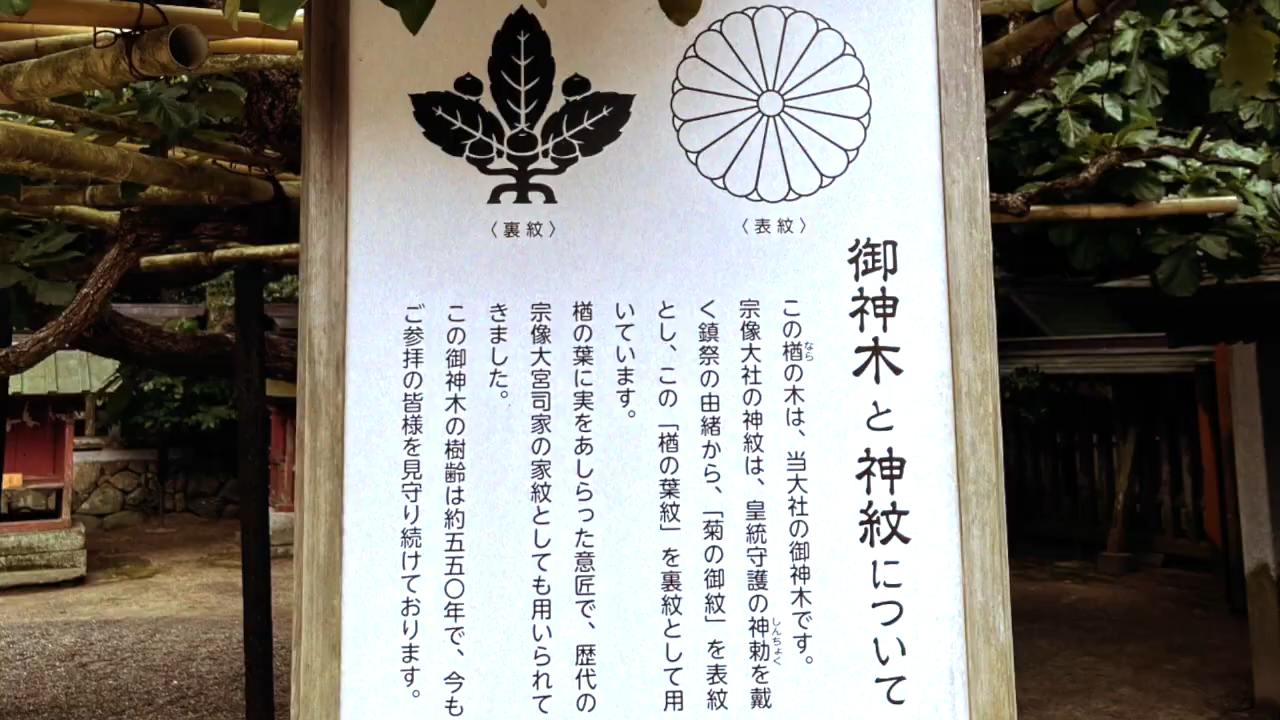 〈裏紋〉
〈表紋〉
御神木と神紋について
この楢の木は、当大社の御神木です。
なら
宗像大社の神紋は、皇統守護の神勅を戴
しんちょく
く鎮祭の由緒から、「菊の御紋」を表紋
とし、この「楢の葉紋」を裏紋として用
いています。
楢の葉に実をあしらった意匠で、歴代の
宗像大宮司家の家紋としても用いられて
きました。
この御神木の樹齢は約五五〇年で、今も
ご参拝の皆様を見守り続けております。